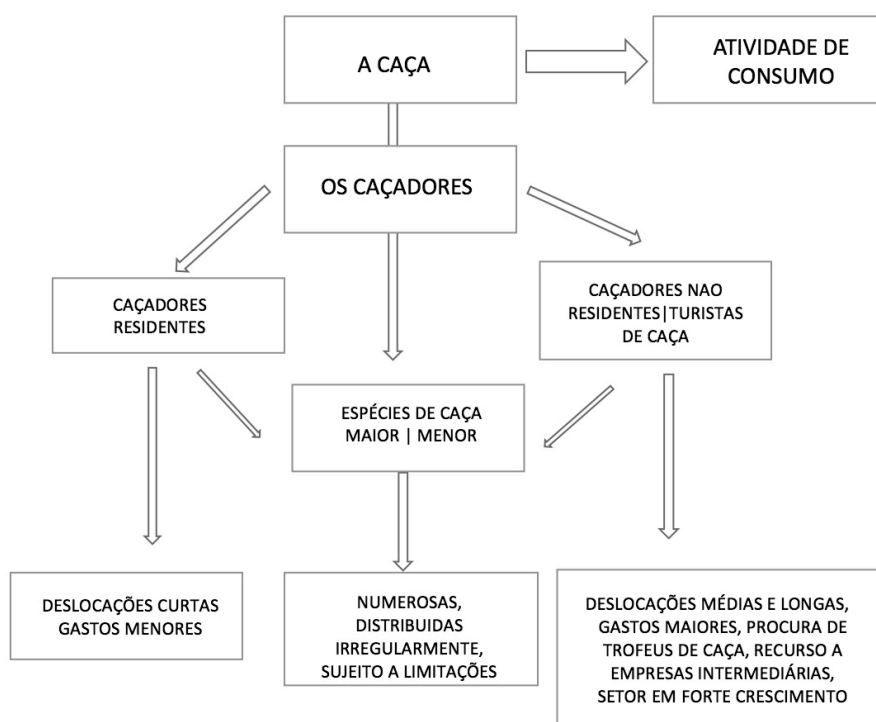 A CAÇA
ATIVIDADE DE
CONSUMO
OS CAÇADORES
CAÇADORES
RESIDENTES
CAÇADORES NAO
RESIDENTES|TURISTAS
DE CAÇA
ESPÉCIES DE CAÇA
MAIOR | MENOR
DESLOCAÇÕES CURTAS
GASTOS MENORES
NUMEROSAS,
DISTRIBUIDAS
IRREGULARMENTE,
SUJEITO A LIMITAÇÕES
DESLOCAÇÕES MÉDIAS E LONGAS,
GASTOS MAIORES, PROCURA DE
TROFEUS DE CAÇA, RECURSO A
EMPRESAS INTERMEDIÁRIAS,
SETOR EM FORTE CRESCIMENTO